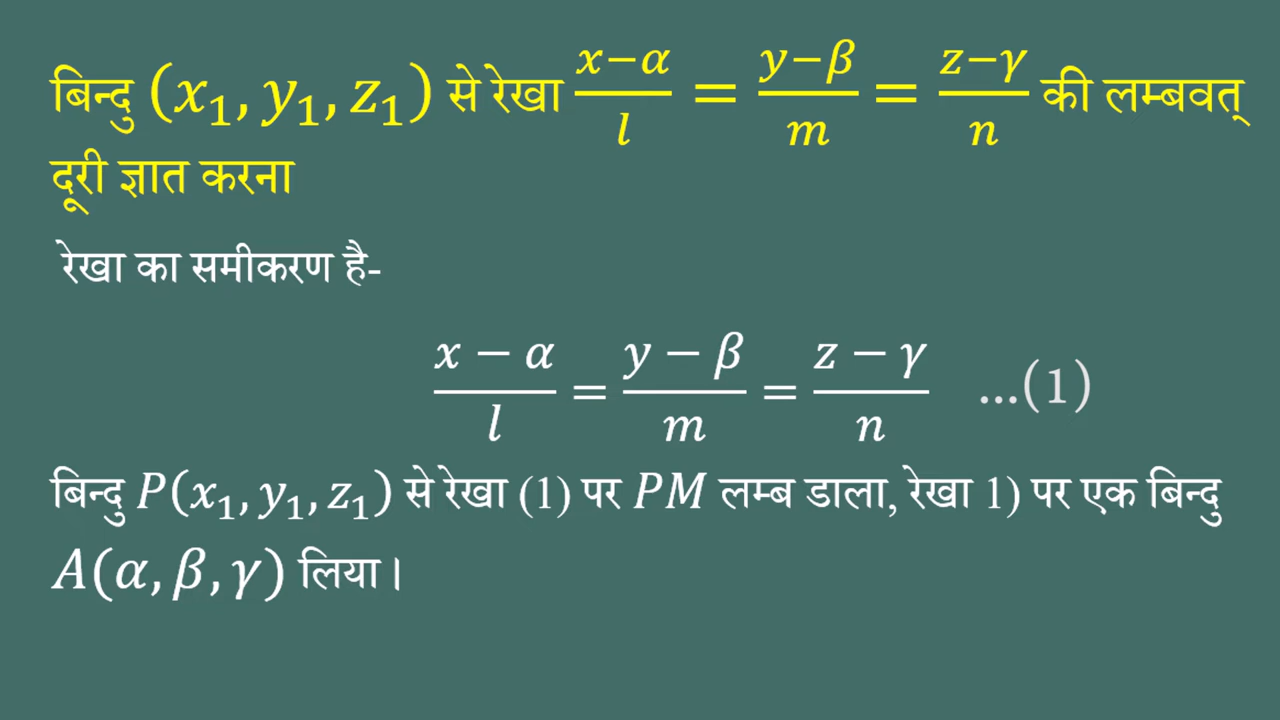 बिन्दु (x₁, y₁, z₁) से रेखा (x−α)/l = (y−β)/m = (z−γ)/n की लम्बवत्
दूरी ज्ञात करना
रेखा का समीकरण है-
(x − α)/l = (y − β)/m = (z − γ)/n ...(1)
बिन्दु P(x₁, y₁, z₁) से रेखा (1) पर PM लम्ब डाला, रेखा 1) पर एक बिन्दु
A(α, β, γ) लिया।